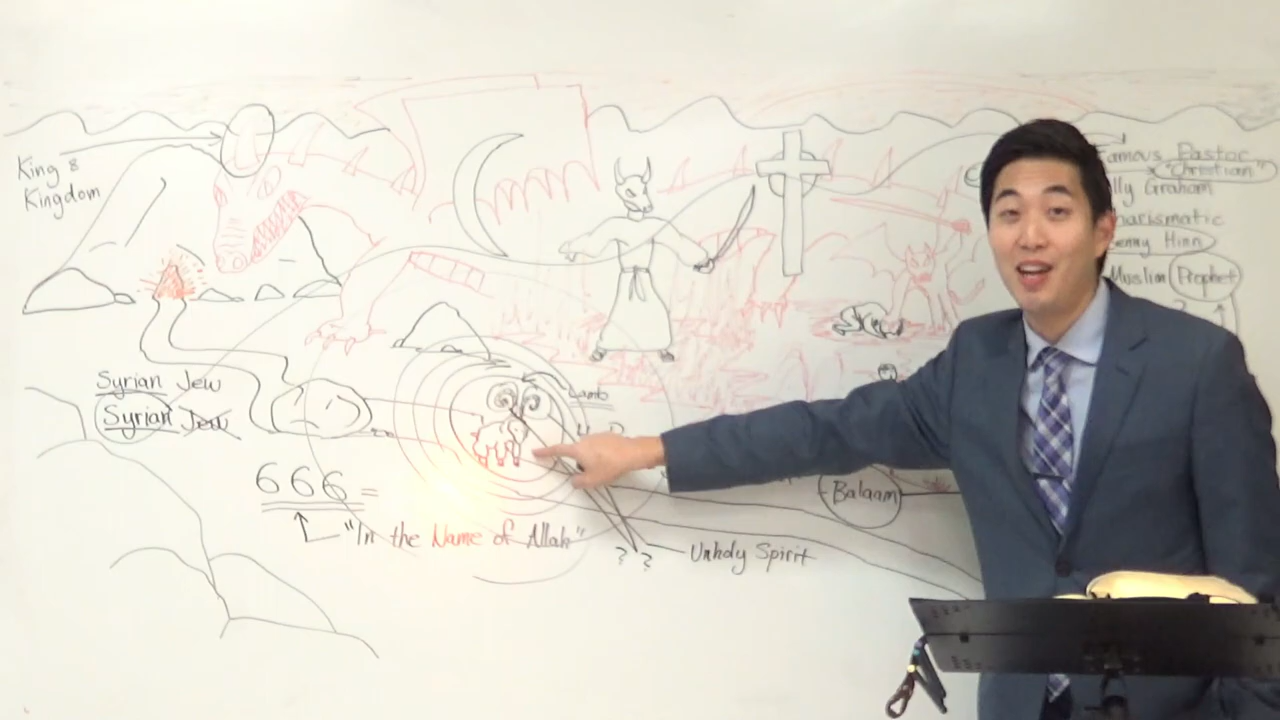 King &
Kingdom
Famous Pastor
"Christian"
lly Graham
harismatic
enny Hinn
Muslim Prophet
?
Syrian Jew
Syrian Jew
Lamb
666 =
"In the Name of Allah"
Balaam
? ?
Unholy Spirit